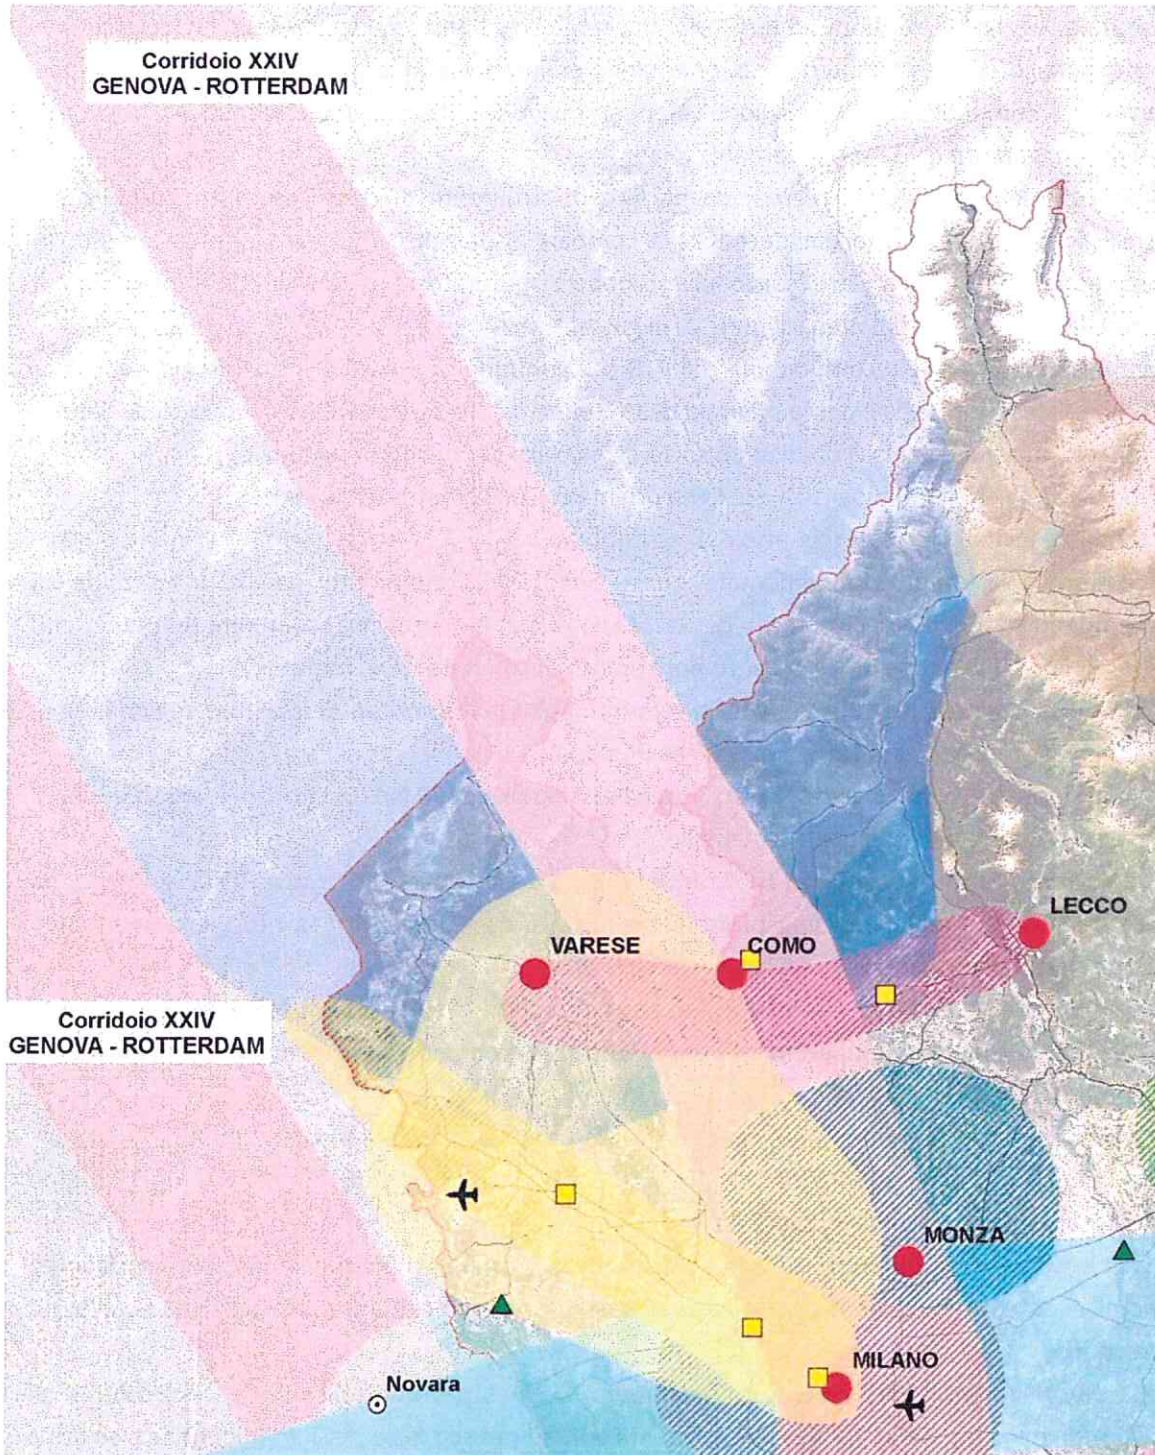 Corridoio XXIV
GENOVA - ROTTERDAM
LECCO
VARESE
COMO
Corridoio XXIV
GENOVA - ROTTERDAM
MONZA
MILANO
Novara